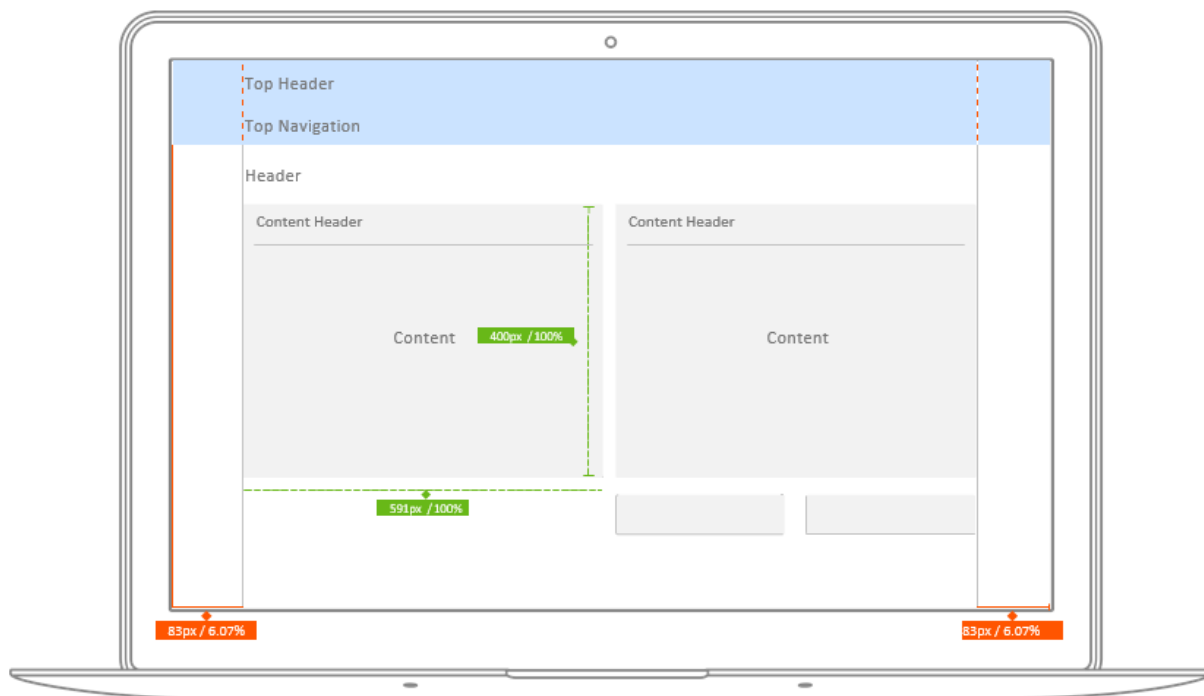 Top Header
Top Navigation
Header
Content Header
Content Header
Content
400px / 100%
Content
591px / 100%
83px / 6.07%
83px / 6.07%